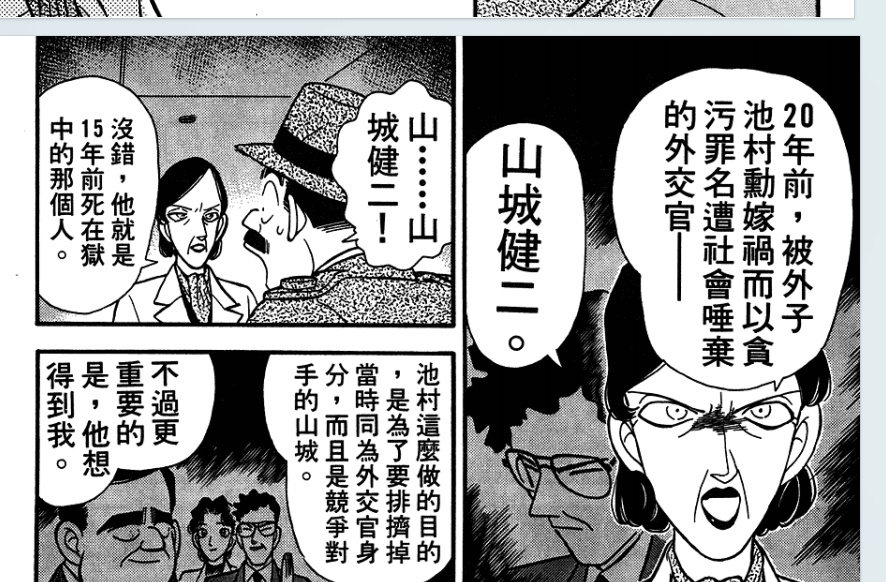 20年前，被外子
池村勳嫁禍而以貪
污罪名遭社會唾棄
的外交官——
山城健二。
山……山
城健二！
沒錯，他就是
15年前死在獄
中的那個人。
池村這麼做的目的
，是為了要排擠掉
當時同為外交官身
分，而且是競爭對
手的山城。
不過更
重要的
是，他想
得到我。